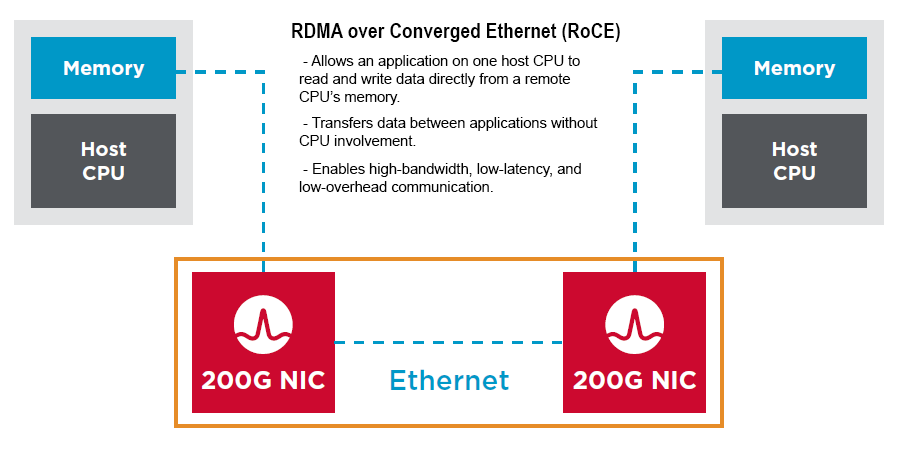 RDMA over Converged Ethernet (RoCE)
- Allows an application on one host CPU to
read and write data directly from a remote
CPU's memory.
- Transfers data between applications without
CPU involvement.
- Enables high-bandwidth, low-latency, and
low-overhead communication.
Memory
Host
CPU
Memory
Host
CPU
200G NIC
Ethernet
200G NIC